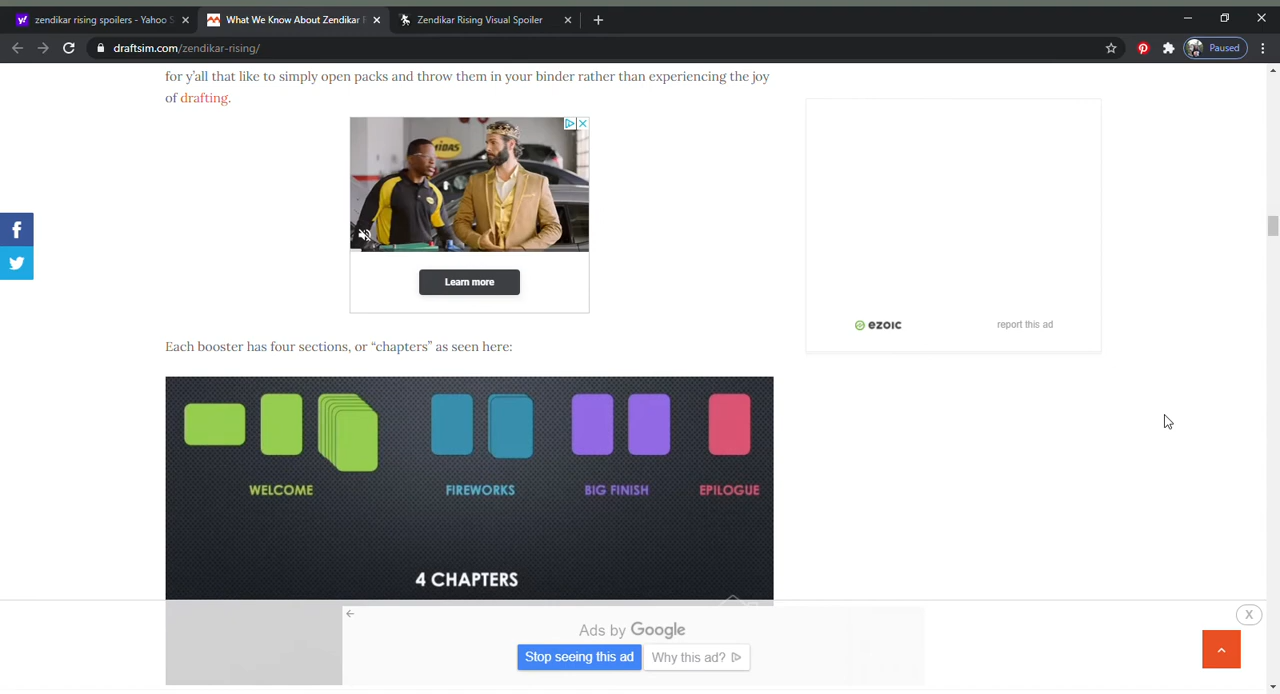 zendikar rising spoilers - Yahoo S
What We Know About Zendikar R
Zendikar Rising Visual Spoiler
draftsim.com/zendikar-rising/
Paused
for y'all that like to simply open packs and throw them in your binder rather than experiencing the joy
of drafting.
MIDAS
Learn more
ezoic
report this ad
Each booster has four sections, or “chapters” as seen here:
WELCOME
FIREWORKS
BIG FINISH
EPILOGUE
4 CHAPTERS
Ads by Google
Stop seeing this ad
Why this ad?
X